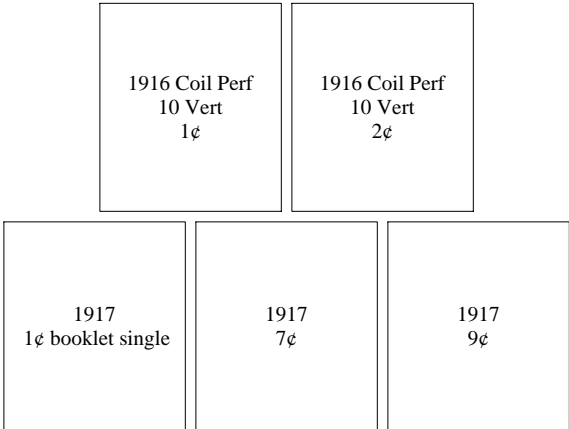 1916 Coil Perf
10 Vert
1¢
1916 Coil Perf
10 Vert
2¢
1917
1¢ booklet single
1917
7¢
1917
9¢